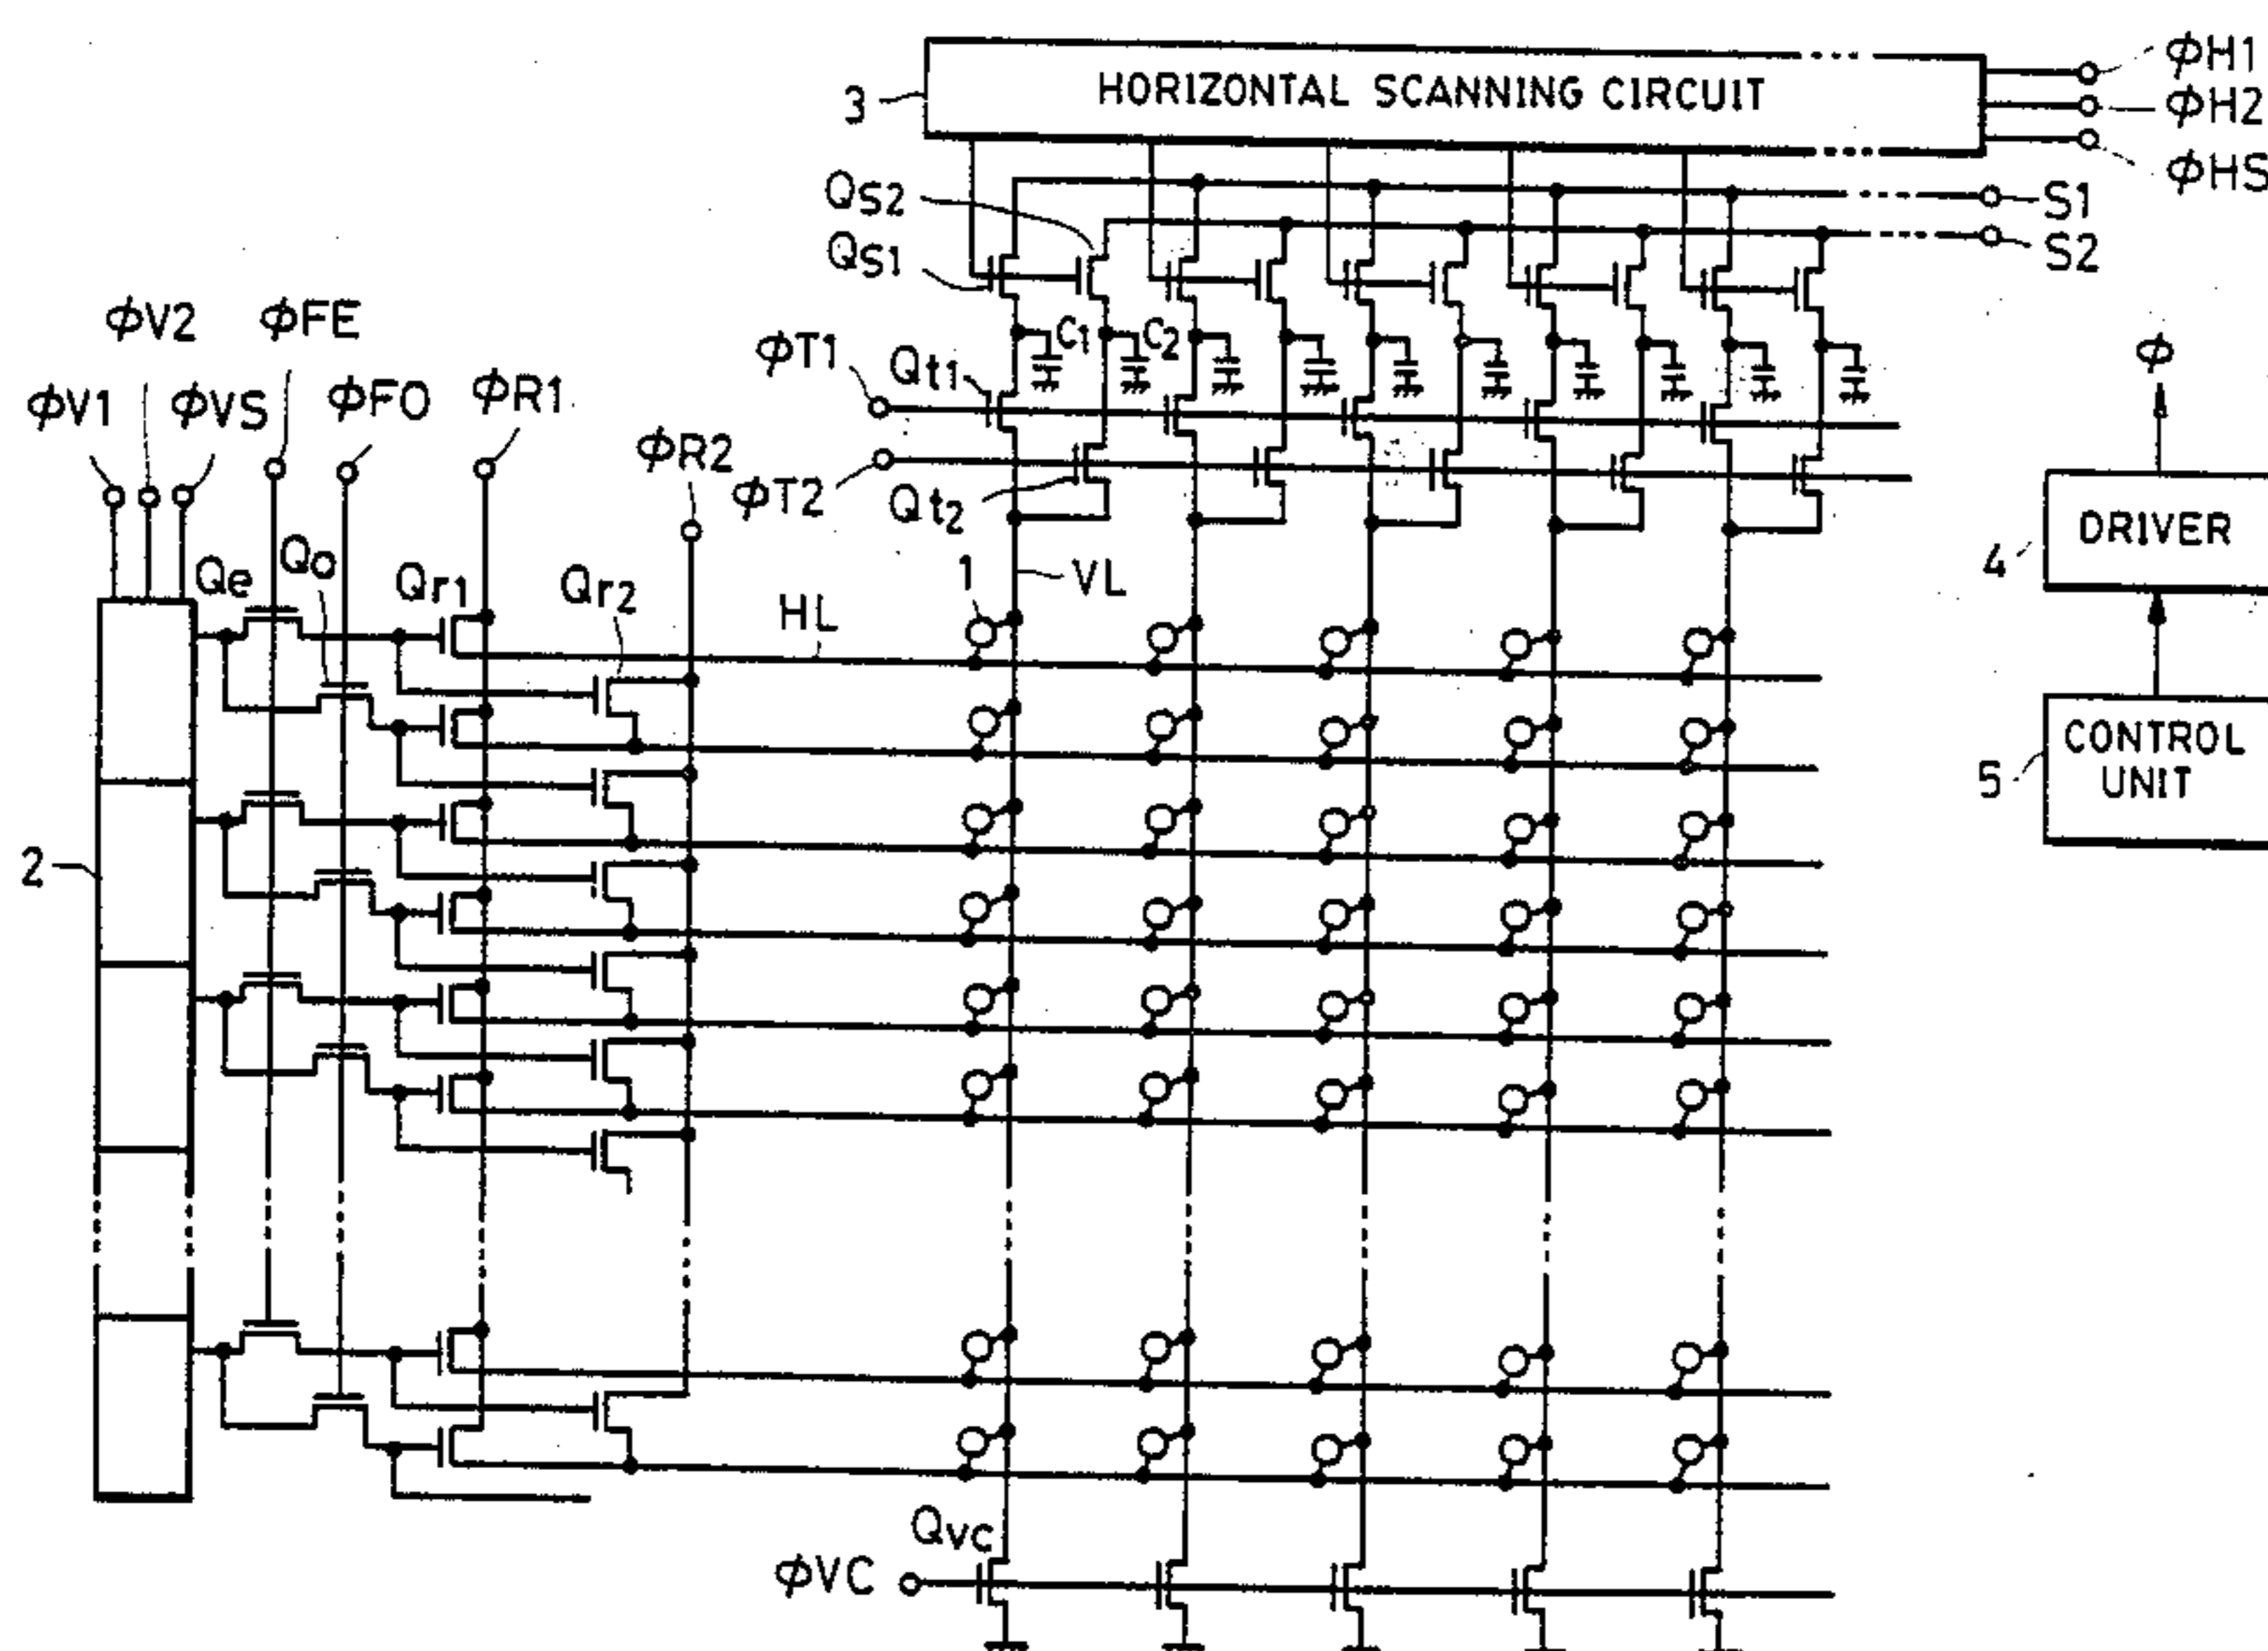 3
HORIZONTAL SCANNING CIRCUIT
ϕH1
ϕH2
ϕHS
QS2
QS1
S1
S2
ϕV2
ϕFE
ϕV1
ϕVS
ϕFO
ϕR1
ϕR2
ϕT1
Qt1
C1
C2
ϕT2
Qt2
ϕ
4
DRIVER
Qe
Qo
Qr1
Qr2
HL
1
VL
5
CONTROL
UNIT
2
Qvc
ϕVC